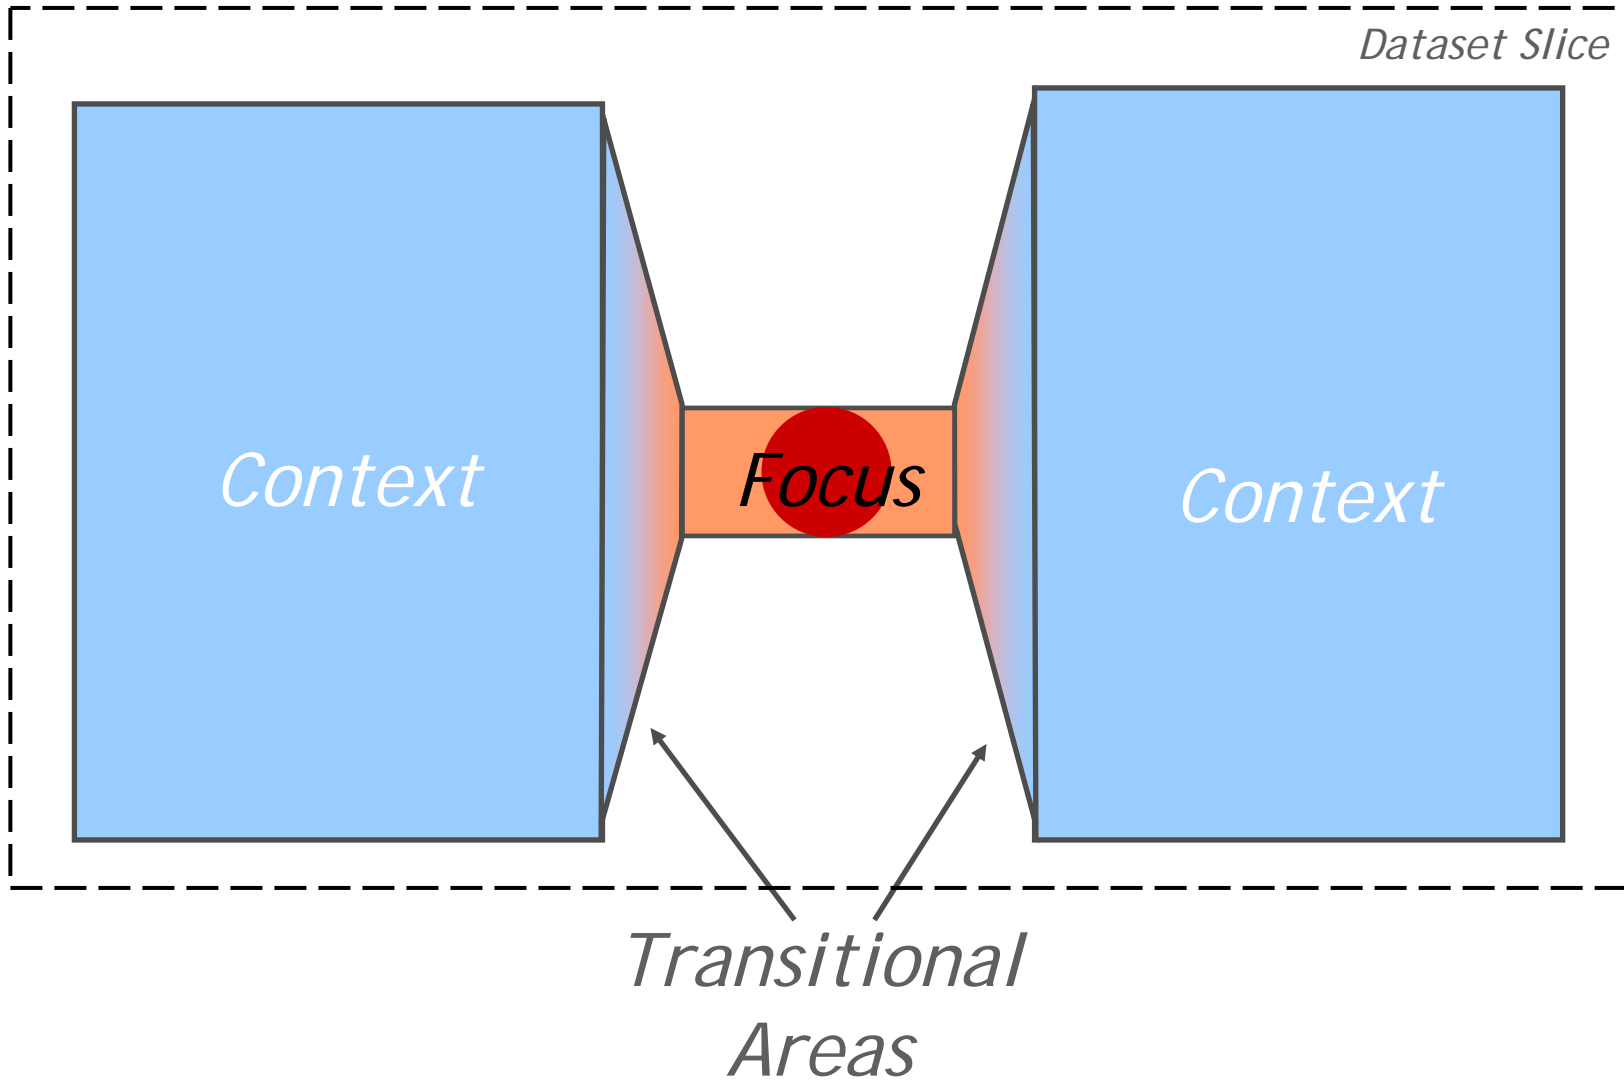 Dataset Slice
Context
Focus
Context
Transitional
Areas